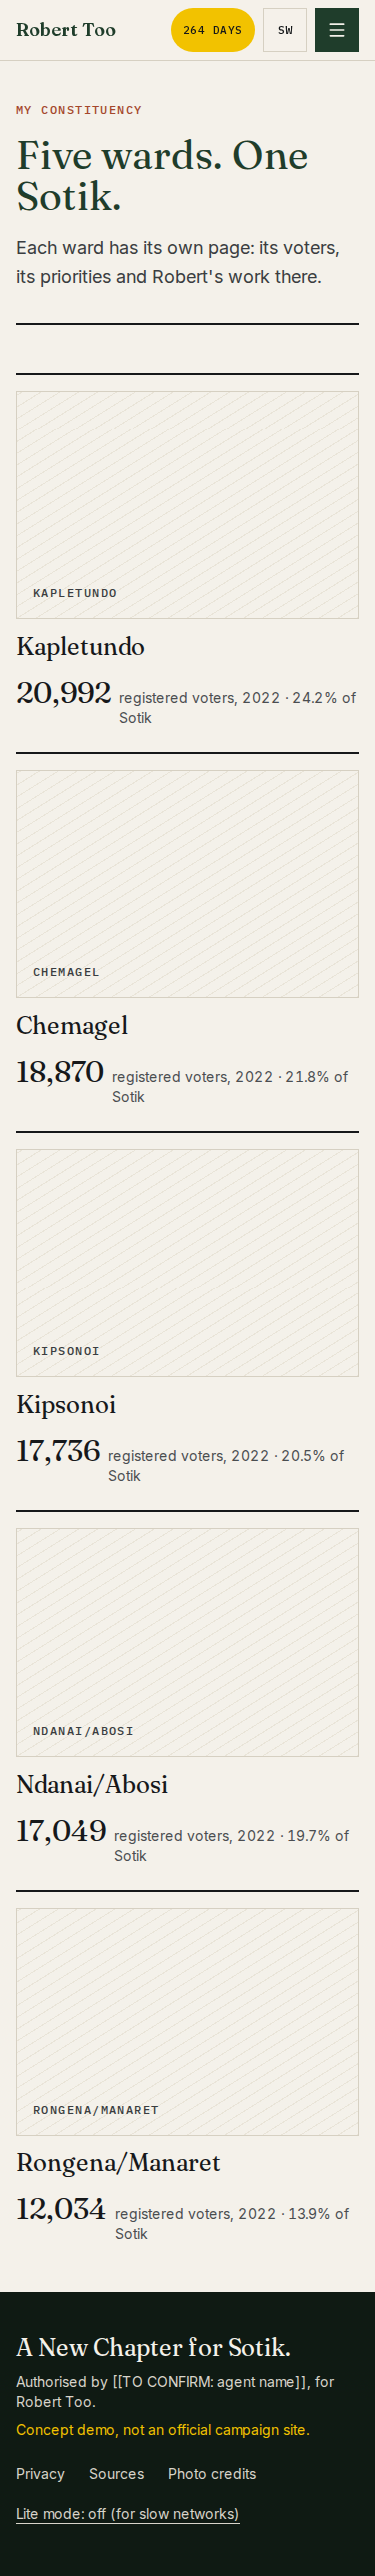 Robert Too
264 DAYS
SW
MY CONSTITUENCY
Five wards. One
Sotik.
Each ward has its own page: its voters,
its priorities and Robert's work there.
KAPLETUNDO
Kapletundo
20,992 registered voters, 2022 · 24.2% of
Sotik
CHEMAGEL
Chemagel
18,870 registered voters, 2022 · 21.8% of
Sotik
KIPSONOI
Kipsonoi
17,736 registered voters, 2022 · 20.5% of
Sotik
NDANAI/ABOSI
Ndanai/Abosi
17,049 registered voters, 2022 · 19.7% of
Sotik
RONGENA/MANARET
Rongena/Manaret
12,034 registered voters, 2022 · 13.9% of
Sotik
A New Chapter for Sotik.
Authorised by [[TO CONFIRM: agent name]], for
Robert Too.
Concept demo, not an official campaign site.
Privacy Sources Photo credits
Lite mode: off (for slow networks)